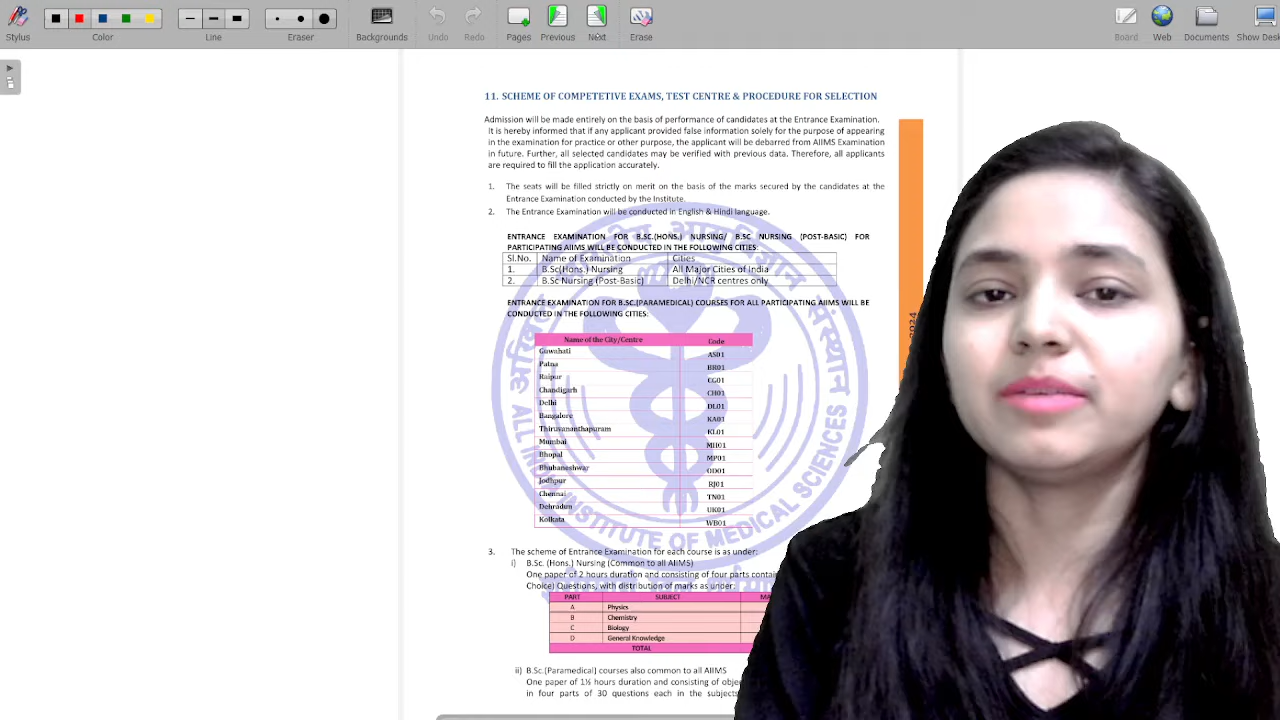 Stylus
Color
Line
Eraser
Backgrounds
Undo
Redo
Pages
Previous
Next
Erase
Board
Web
Documents
Show Desk
11. SCHEME OF COMPETETIVE EXAMS, TEST CENTRE & PROCEDURE FOR SELECTION
Admission will be made entirely on the basis of performance of candidates at the Entrance Examination.
It is hereby informed that if any applicant provided false information solely for the purpose of appearing
in the examination for practice or other purpose, the applicant will be debarred from AIIMS Examination
in future. Further, all selected candidates may be verified with previous data. Therefore, all applicants
are required to fill the application accurately.
1. The seats will be filled strictly on merit on the basis of the marks secured by the candidates at the
Entrance Examination conducted by the Institute.
2. The Entrance Examination will be conducted in English & Hindi language.
ENTRANCE EXAMINATION FOR B.SC.(HONS.) NURSING/ B.SC NURSING (POST-BASIC) FOR
PARTICIPATING AIIMS WILL BE CONDUCTED IN THE FOLLOWING CITIES:
Sl.No. Name of Examination Cities
1. B.Sc(Hons.) Nursing All Major Cities of India
2. B.Sc Nursing (Post-Basic) Delhi/NCR centres only
ENTRANCE EXAMINATION FOR B.SC.(PARAMEDICAL) COURSES FOR ALL PARTICIPATING AIIMS WILL BE
CONDUCTED IN THE FOLLOWING CITIES:
Name of the City/Centre Code
Guwahati AS01
Patna BR01
Raipur CG01
Chandigarh CH01
Delhi DL01
Bangalore KA01
Thiruvananthapuram KL01
Mumbai MH01
Bhopal MP01
Bhubaneshwar OD01
Jodhpur RJ01
Chennai TN01
Dehradun UK01
Kolkata WB01
3. The scheme of Entrance Examination for each course is as under:
i) B.Sc. (Hons.) Nursing (Common to all AIIMS)
One paper of 2 hours duration and consisting of four parts contain
Choice) Questions, with distribution of marks as under:
PART SUBJECT MA
A Physics
B Chemistry
C Biology
D General Knowledge
TOTAL
ii) B.Sc.(Paramedical) courses also common to all AIIMS
One paper of 1½ hours duration and consisting of obje
in four parts of 30 questions each in the subjects
2024
ALL INDIA INSTITUTE OF MEDICAL SCIENCES